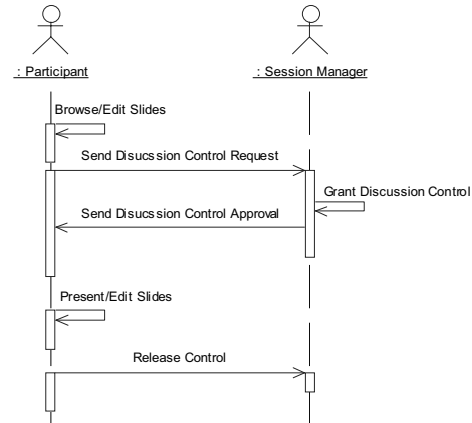 : Participant
: Session Manager
Browse/Edit Slides
Send Disucssion Control Request
Grant Discussion Control
Send Disucssion Control Approval
Present/Edit Slides
Release Control